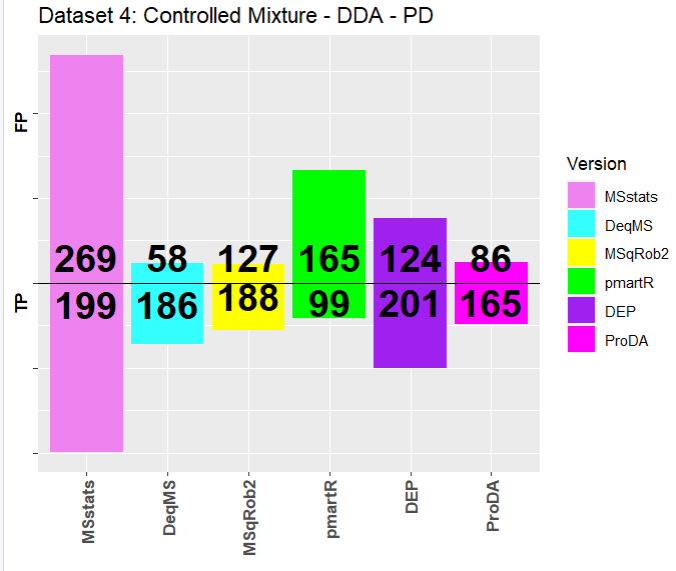 Dataset 4: Controlled Mixture - DDA - PD
FP
TP
269 58 127 165 124 86
199 186 188 99 201 165
MSstats
DeqMS
MSqRob2
pmartR
DEP
ProDA
Version
MSstats
DeqMS
MSqRob2
pmartR
DEP
ProDA